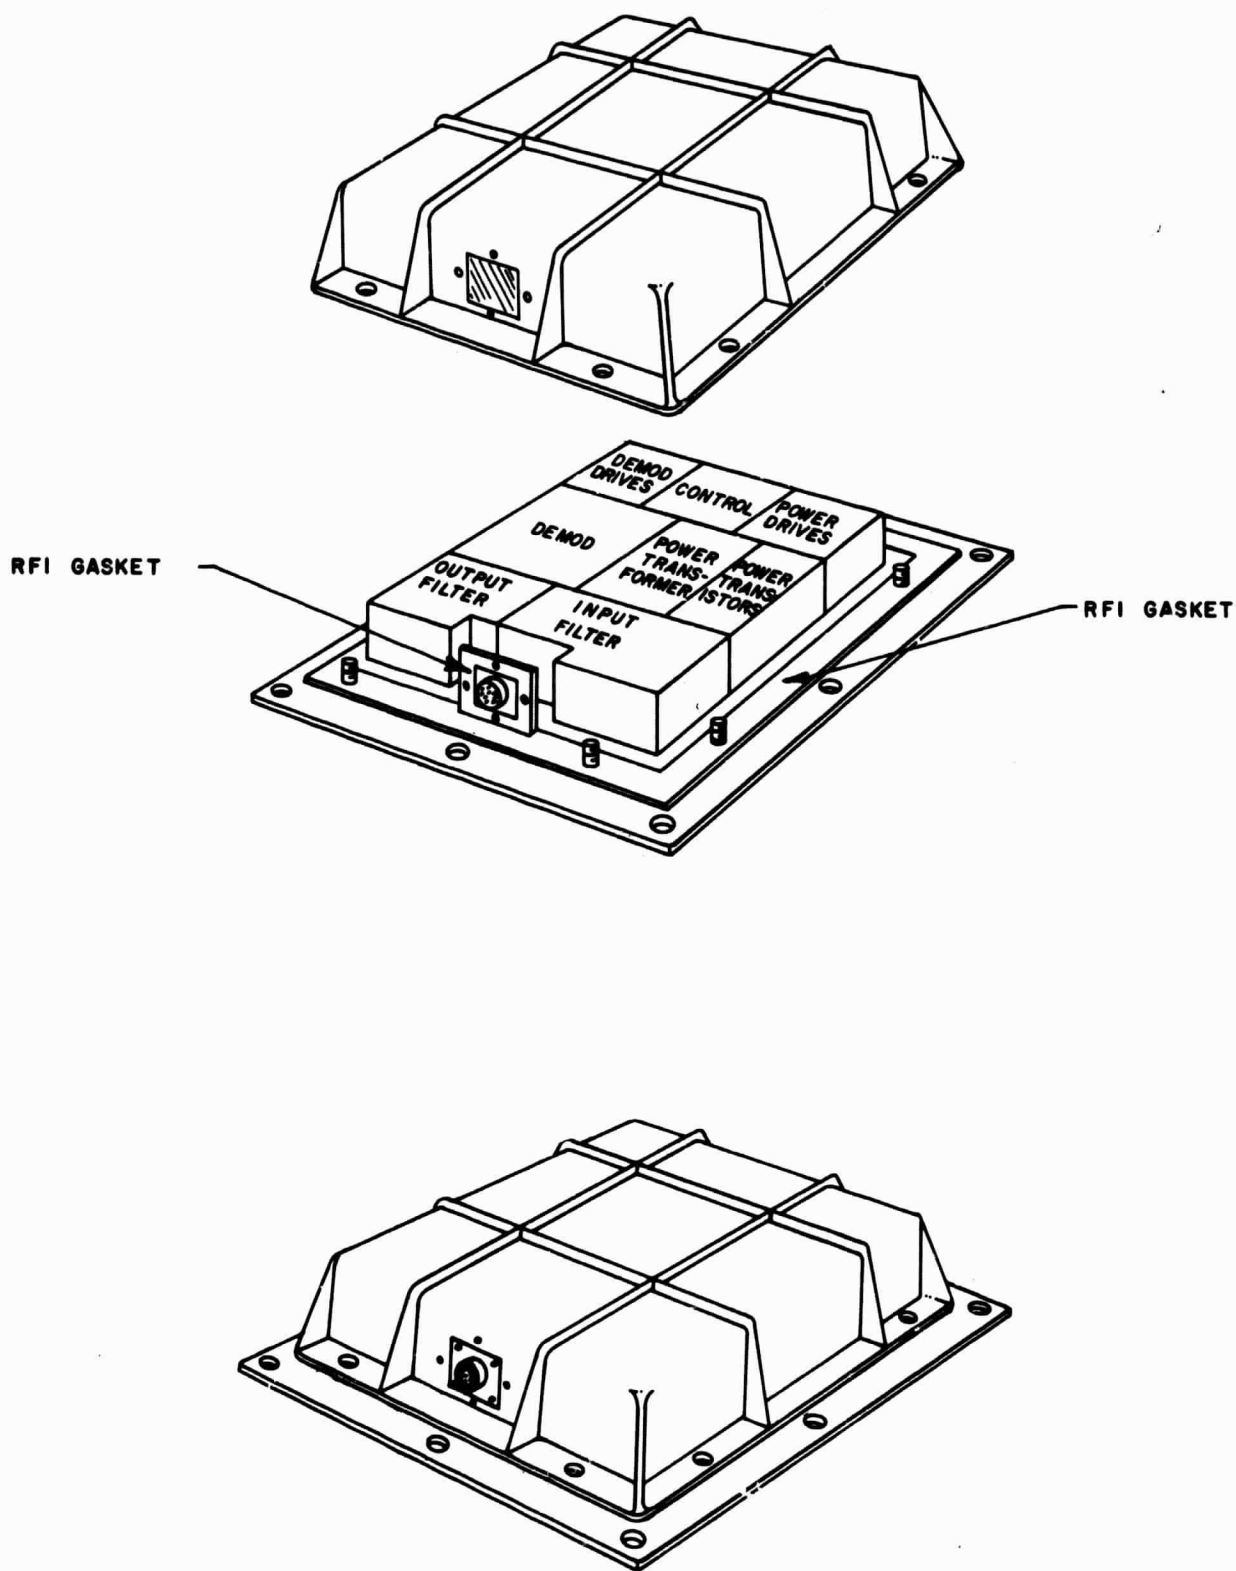 DEMOD
DRIVES
CONTROL
POWER
DRIVES
DEMOD
POWER
TRANS-
FORMER/
POWER
TRANS
ISTORS
OUTPUT
FILTER
INPUT
FILTER
RFI GASKET
RFI GASKET